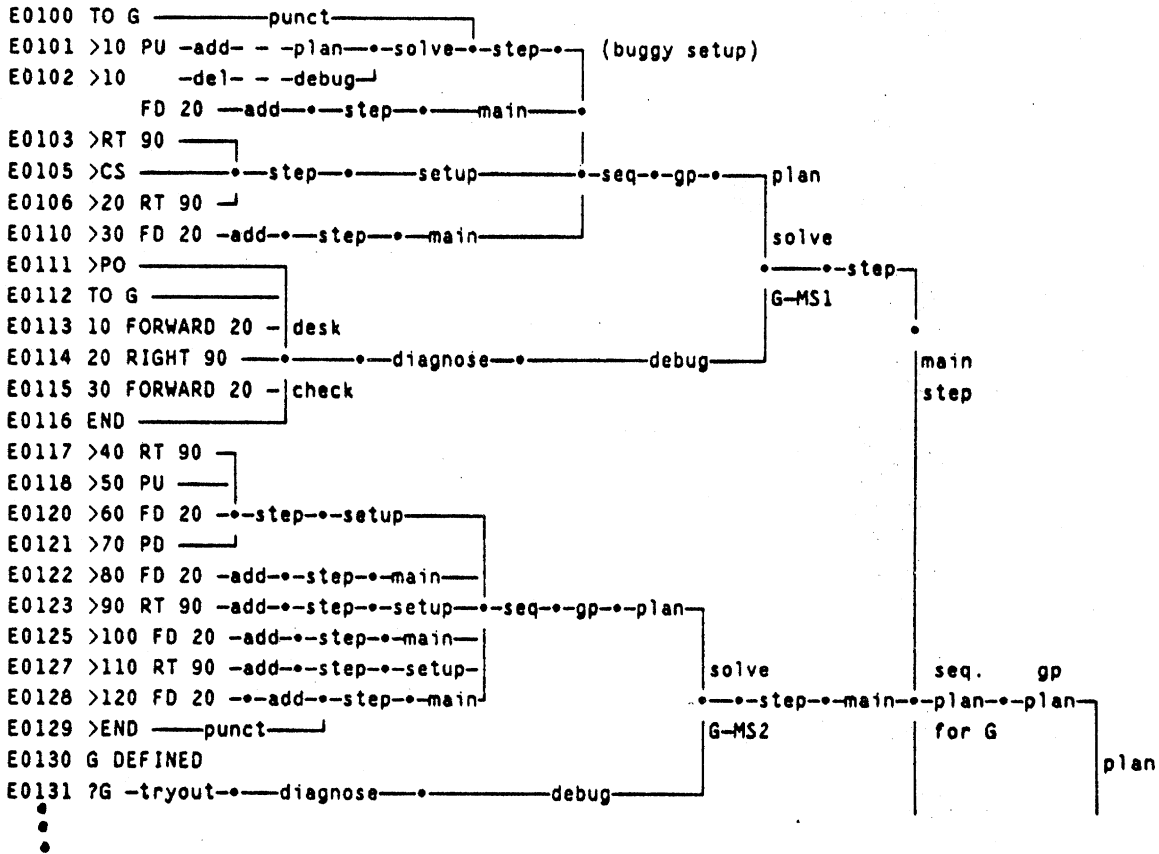 E0100 TO G punct
E0101 >10 PU -add- - -plan—•-solve-•-step-•- (buggy setup)
E0102 >10 -del- - -debug-
FD 20 —add—•—step—•—main—•
E0103 >RT 90
E0105 >CS •—step—•—setup—•-seq-•-gp-•—plan
E0106 >20 RT 90
E0110 >30 FD 20 -add-•—step—•—main
solve
E0111 >PO •—•-step
E0112 TO G G-MS1
E0113 10 FORWARD 20 - desk
E0114 20 RIGHT 90 —•—•—diagnose—•—debug main
E0115 30 FORWARD 20 - check step
E0116 END
E0117 >40 RT 90
E0118 >50 PU
E0120 >60 FD 20 -•-step-•-setup
E0121 >70 PD
E0122 >80 FD 20 -add-•-step-•-main
E0123 >90 RT 90 -add-•-step-•-setup-•-seq-•-gp-•-plan
E0125 >100 FD 20 -add-•-step-•-main
E0127 >110 RT 90 -add-•-step-•-setup- solve seq. gp
E0128 >120 FD 20 -•-add-•-step-•-main •—•-step-•-main-•-plan-•-plan
E0129 >END —punct G-MS2 for G
E0130 G DEFINED plan
E0131 ?G -tryout-•—diagnose—•—debug